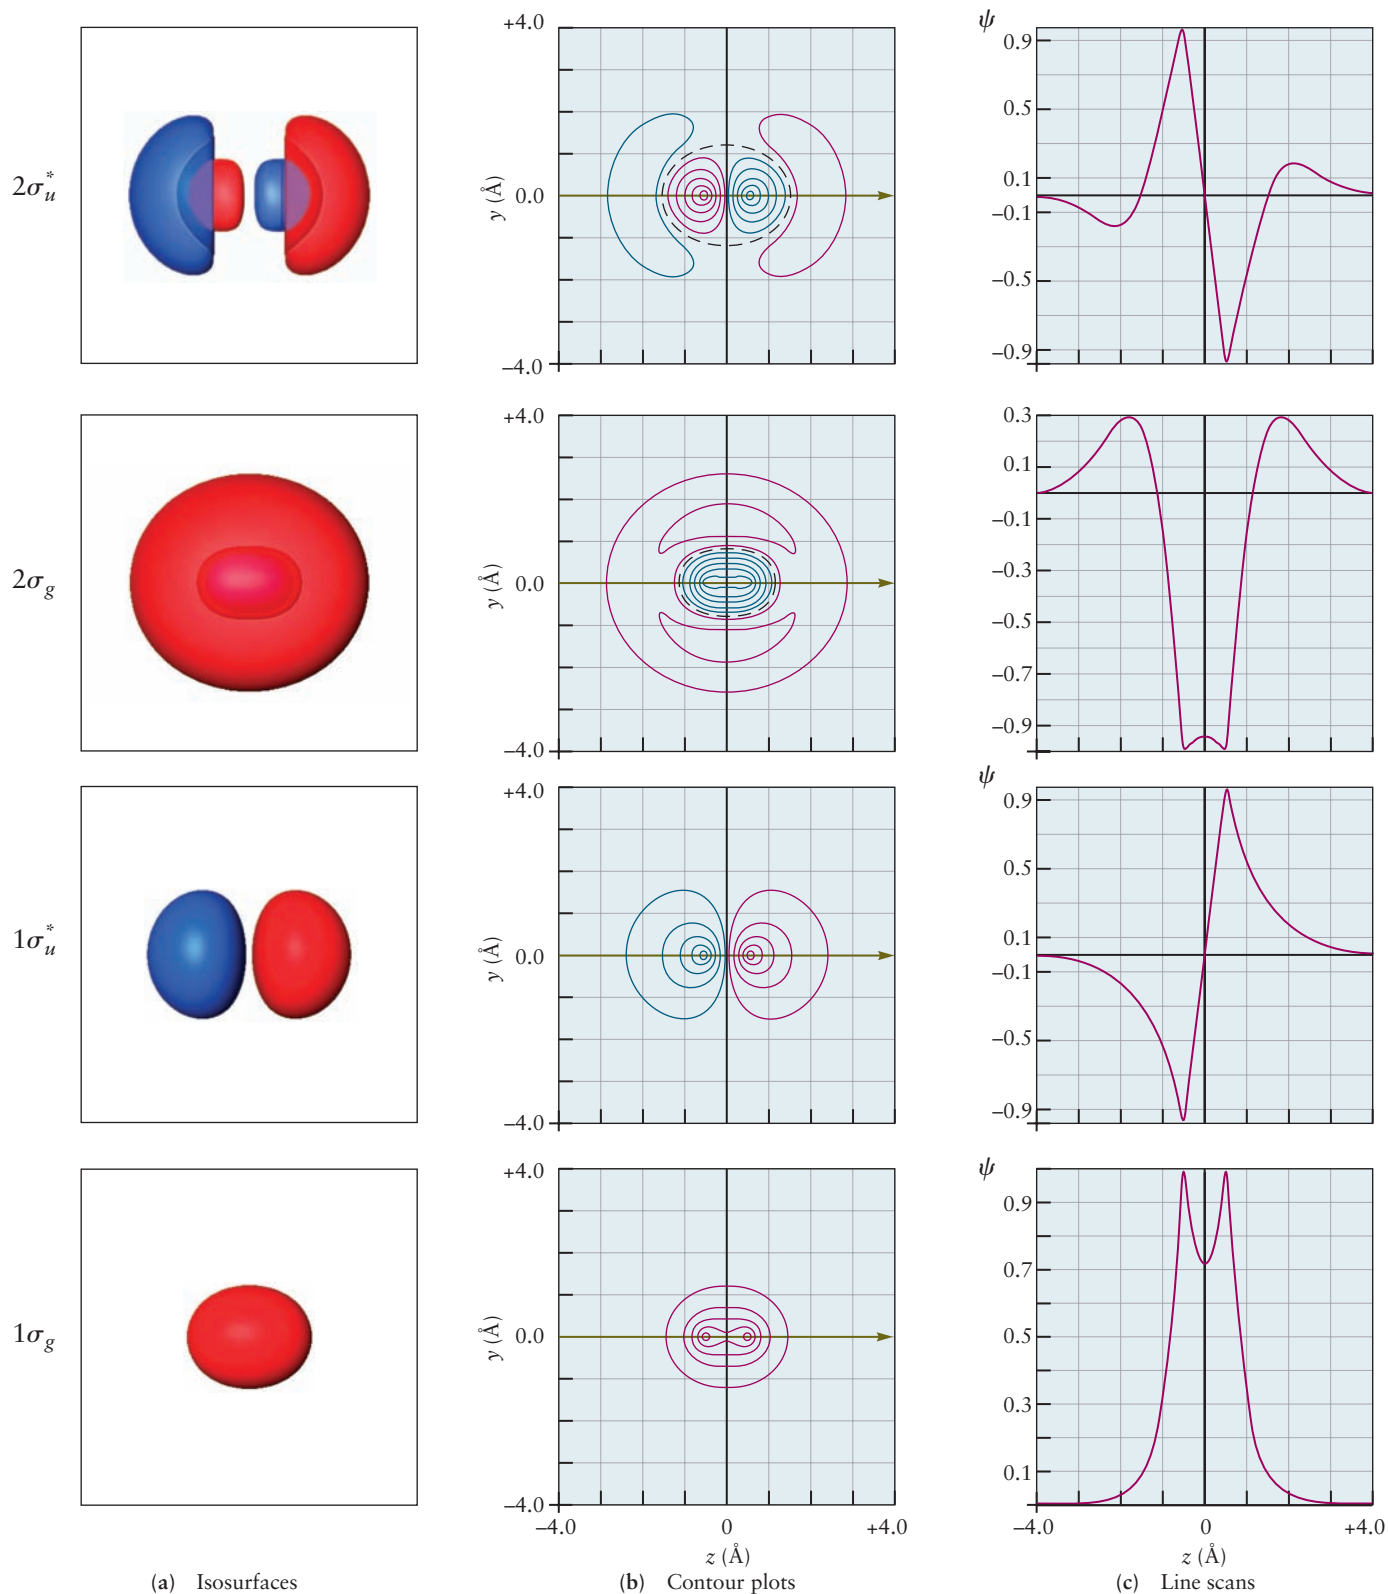 2σ*u
+4.0
y (Å)
0.0
−4.0
ψ
0.9
0.5
0.1
−0.1
−0.5
−0.9
2σg
+4.0
y (Å)
0.0
−4.0
0.3
0.1
−0.1
−0.3
−0.5
−0.7
−0.9
1σ*u
+4.0
y (Å)
0.0
−4.0
ψ
0.9
0.5
0.1
−0.1
−0.5
−0.9
1σg
+4.0
y (Å)
0.0
−4.0
−4.0 0 +4.0
z (Å)
ψ
0.9
0.7
0.5
0.3
0.1
−4.0 0 +4.0
z (Å)
(a) Isosurfaces
(b) Contour plots
(c) Line scans